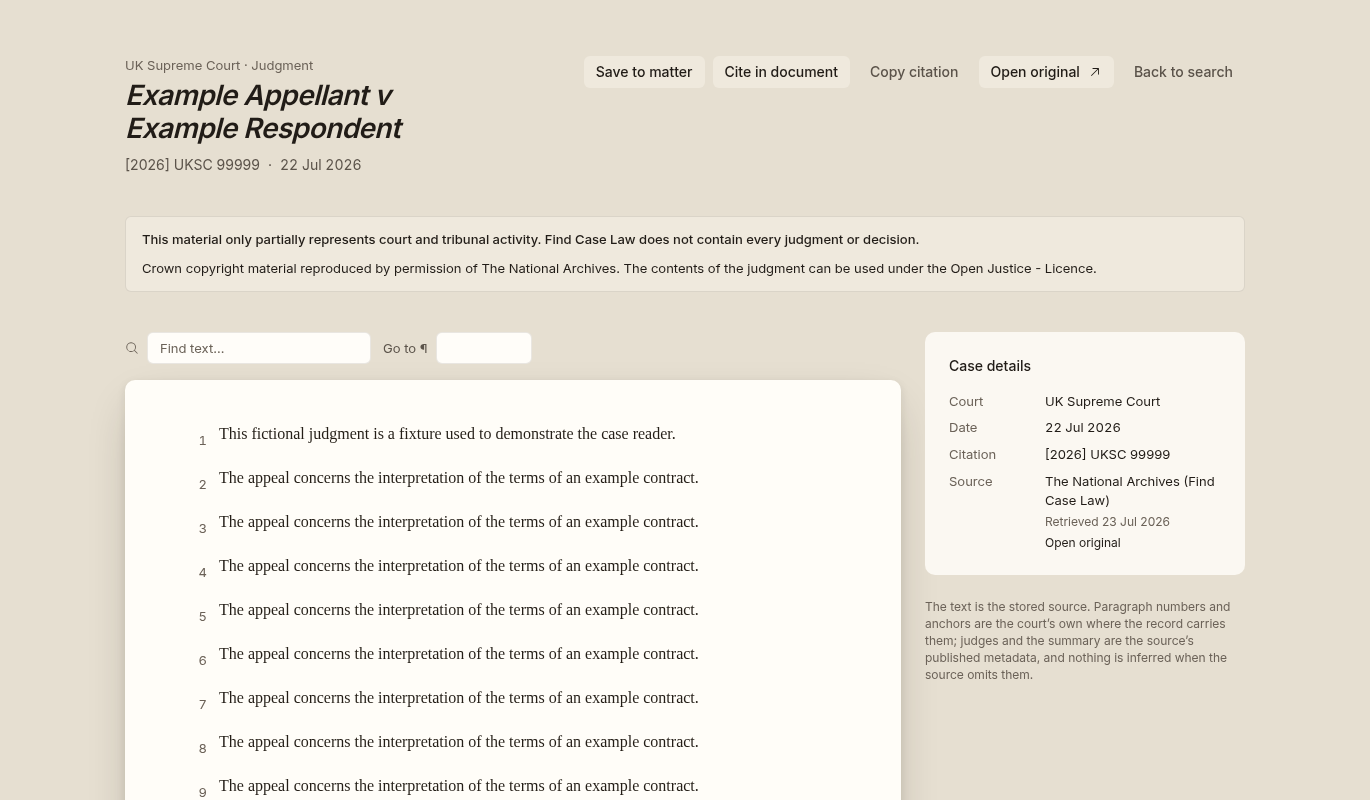 UK Supreme Court · Judgment
Example Appellant v
Example Respondent
[2026] UKSC 99999 · 22 Jul 2026
Save to matter
Cite in document
Copy citation
Open original
Back to search
This material only partially represents court and tribunal activity. Find Case Law does not contain every judgment or decision.
Crown copyright material reproduced by permission of The National Archives. The contents of the judgment can be used under the Open Justice - Licence.
Find text…
Go to ¶
1 This fictional judgment is a fixture used to demonstrate the case reader.
2 The appeal concerns the interpretation of the terms of an example contract.
3 The appeal concerns the interpretation of the terms of an example contract.
4 The appeal concerns the interpretation of the terms of an example contract.
5 The appeal concerns the interpretation of the terms of an example contract.
6 The appeal concerns the interpretation of the terms of an example contract.
7 The appeal concerns the interpretation of the terms of an example contract.
8 The appeal concerns the interpretation of the terms of an example contract.
9 The appeal concerns the interpretation of the terms of an example contract.
Case details
Court UK Supreme Court
Date 22 Jul 2026
Citation [2026] UKSC 99999
Source The National Archives (Find
Case Law)
Retrieved 23 Jul 2026
Open original
The text is the stored source. Paragraph numbers and
anchors are the court’s own where the record carries
them; judges and the summary are the source’s
published metadata, and nothing is inferred when the
source omits them.